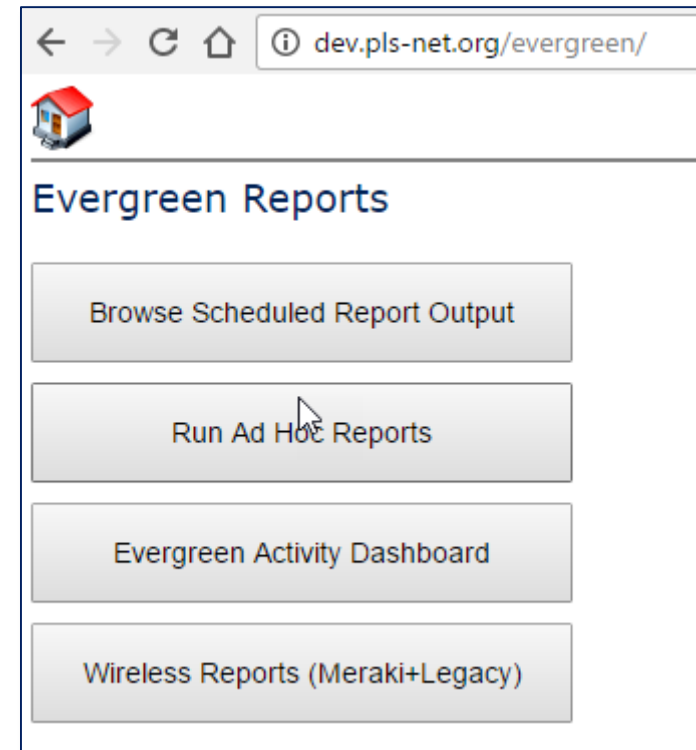 dev.pls-net.org/evergreen/
Evergreen Reports
Browse Scheduled Report Output
Run Ad Hoc Reports
Evergreen Activity Dashboard
Wireless Reports (Meraki+Legacy)